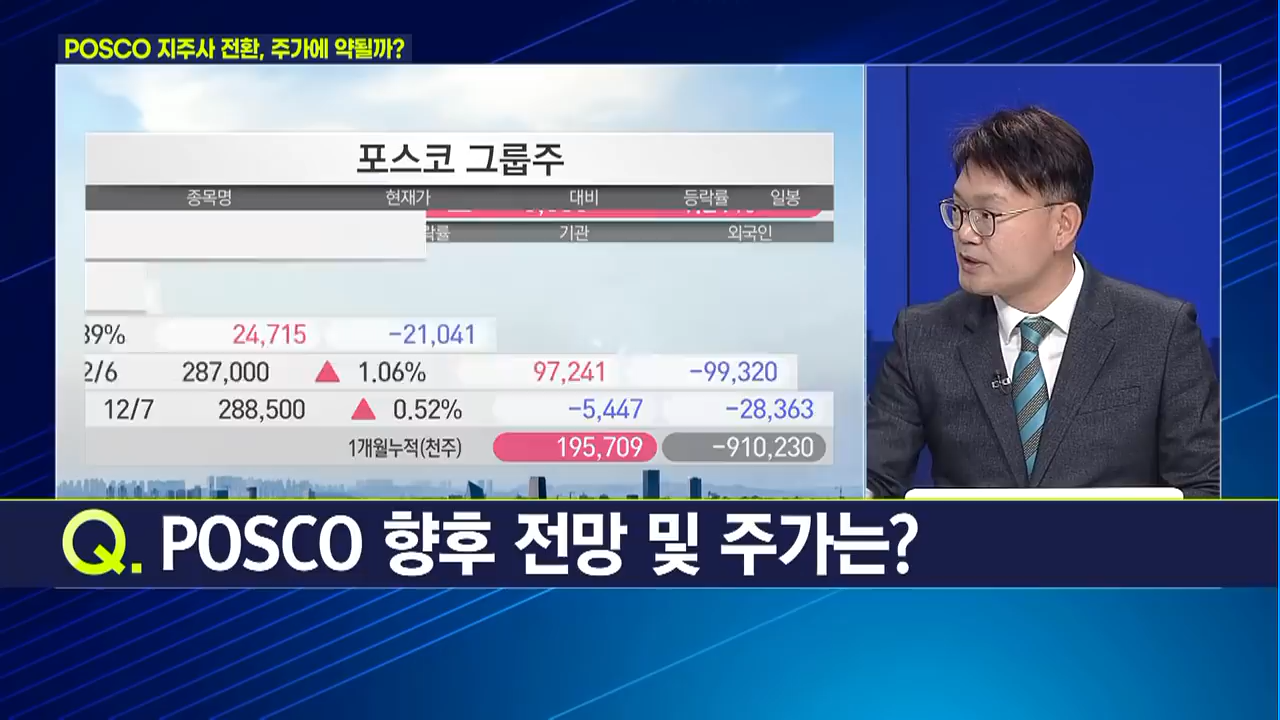 POSCO 지주사 전환, 주가에 약될까?
포스코 그룹주
종목명 현재가 대비 등락률 일봉
락률 기관 외국인
39% 24,715 -21,041
2/6 287,000 ▲ 1.06% 97,241 -99,320
12/7 288,500 ▲ 0.52% -5,447 -28,363
1개월누적(천주) 195,709 -910,230
Q. POSCO 향후 전망 및 주가는?